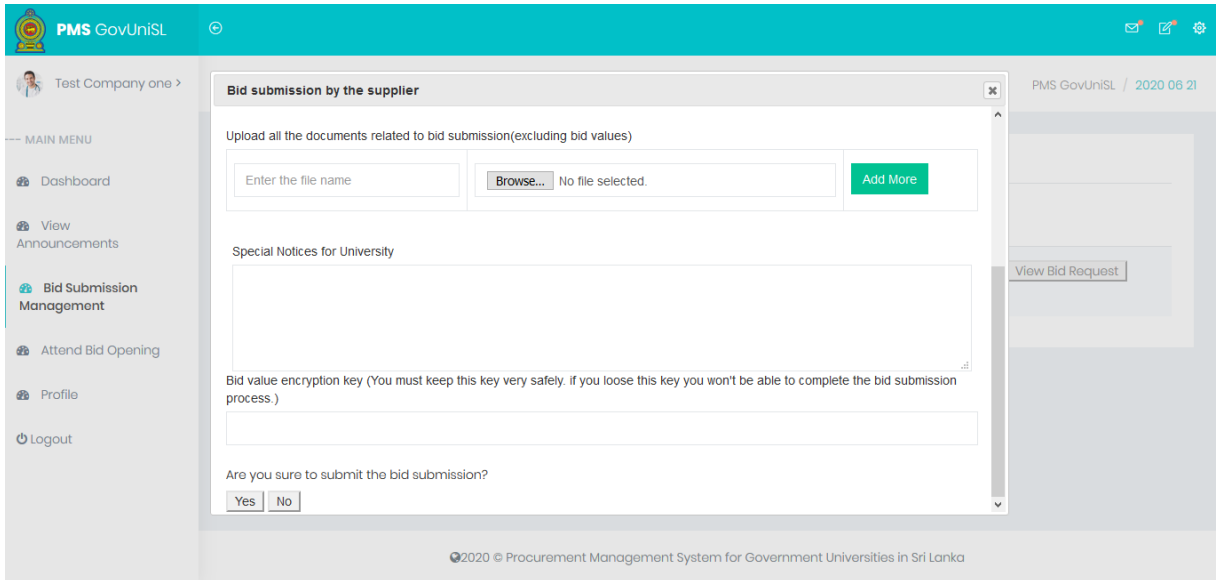 PMS GovUniSL
Test Company one >
PMS GovUniSL / 2020 06 21
--- MAIN MENU
Dashboard
View
Announcements
Bid Submission
Management
Attend Bid Opening
Profile
Logout
Bid submission by the supplier
Upload all the documents related to bid submission(excluding bid values)
Enter the file name
Browse... No file selected.
Add More
Special Notices for University
Bid value encryption key (You must keep this key very safely. if you loose this key you won't be able to complete the bid submission
process.)
Are you sure to submit the bid submission?
Yes No
View Bid Request
2020 © Procurement Management System for Government Universities in Sri Lanka